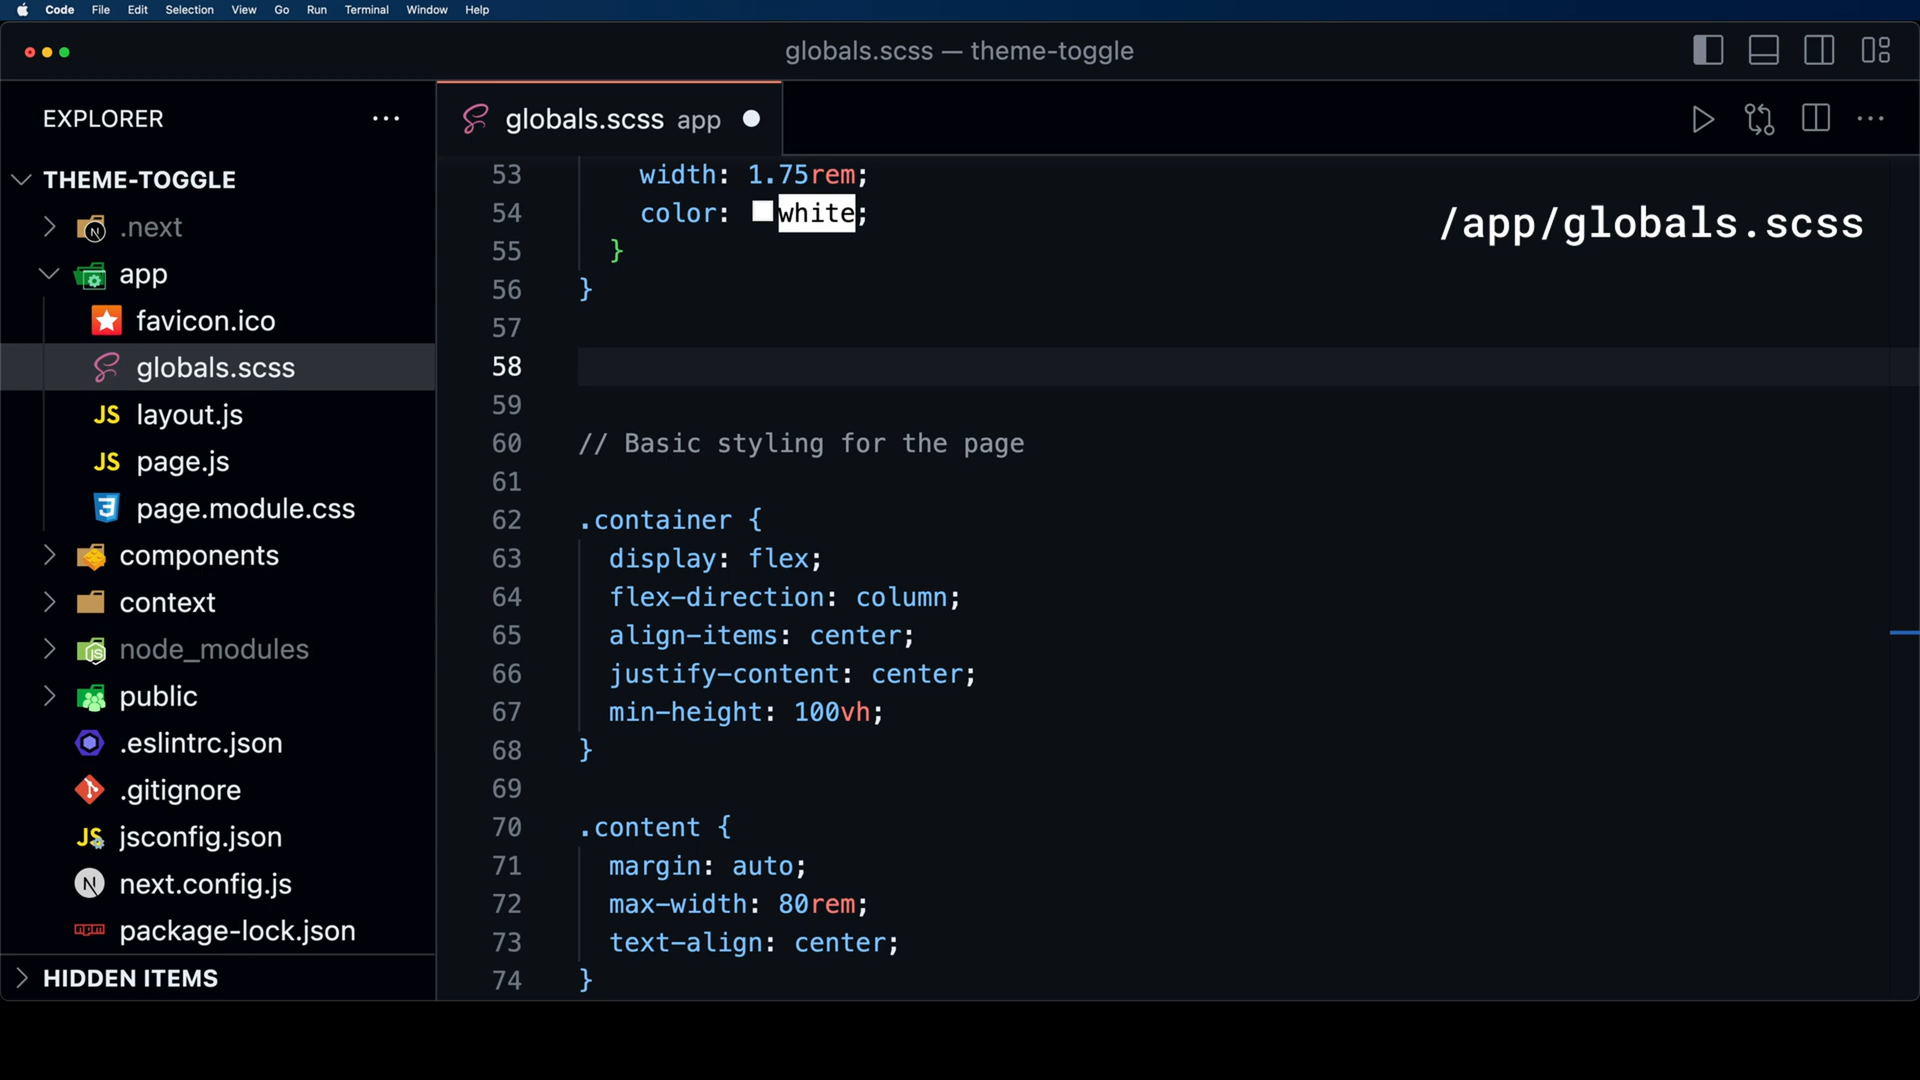 Code File Edit Selection View Go Run Terminal Window Help
globals.scss — theme-toggle
EXPLORER
THEME-TOGGLE
.next
app
favicon.ico
globals.scss
JS layout.js
JS page.js
3 page.module.css
components
context
node_modules
public
.eslintrc.json
.gitignore
JS jsconfig.json
N next.config.js
package-lock.json
HIDDEN ITEMS
globals.scss app
/app/globals.scss
53 width: 1.75rem;
54 color: white;
55 }
56 }
57
58
59
60 // Basic styling for the page
61
62 .container {
63 display: flex;
64 flex-direction: column;
65 align-items: center;
66 justify-content: center;
67 min-height: 100vh;
68 }
69
70 .content {
71 margin: auto;
72 max-width: 80rem;
73 text-align: center;
74 }